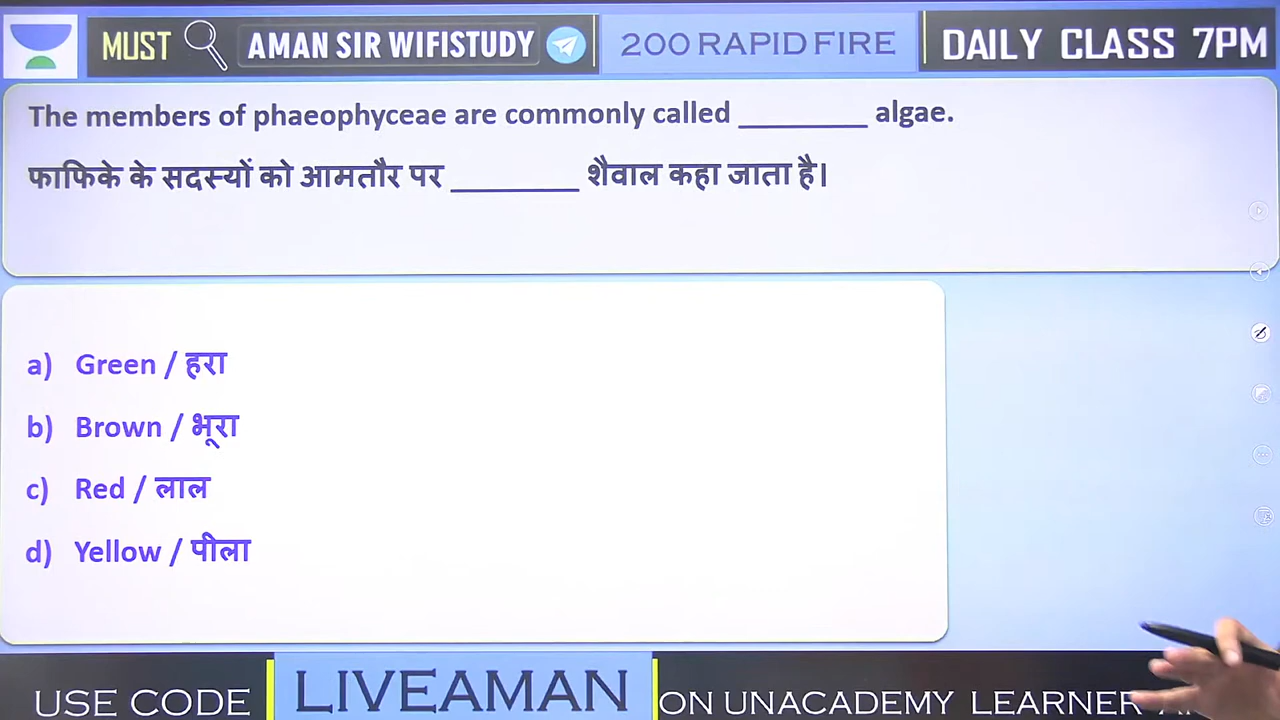 MUST AMAN SIR WIFISTUDY 200 RAPID FIRE DAILY CLASS 7PM
The members of phaeophyceae are commonly called ________ algae.
फाफिके के सदस्यों को आमतौर पर ________ शैवाल कहा जाता है।
a) Green / हरा
b) Brown / भूरा
c) Red / लाल
d) Yellow / पीला
USE CODE LIVEAMAN ON UNACADEMY LEARNER